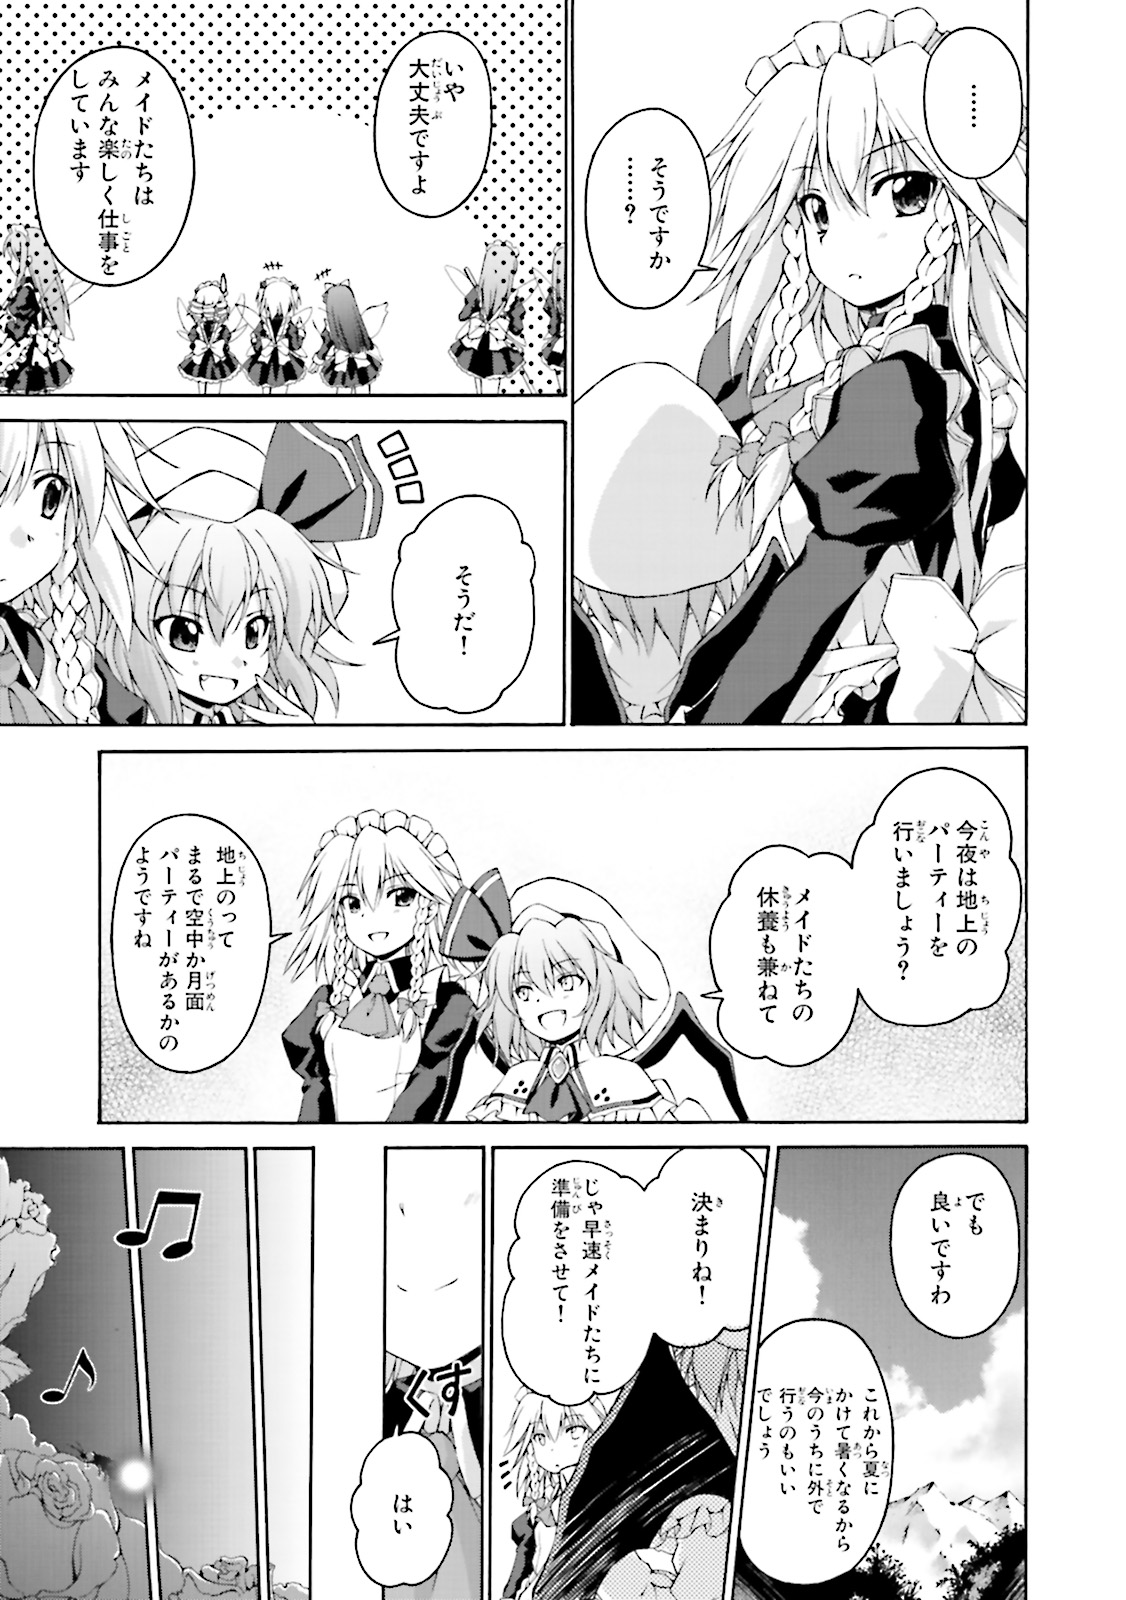 ……
そうですか
……？
いや
大丈夫ですよ
メイドたちは
みんな楽しく仕事を
しています
そうだ！
今夜は地上の
パーティーを
行いましょう？
メイドたちの
休養も兼ねて
地上のって
まるで空中か月面
パーティーがあるかの
ようですね
でも
良いですわ
これから夏に
かけて暑くなるから
今のうちに外で
行うのもいい
でしょう
決まりね！
じゃ早速メイドたちに
準備をさせて！
くす
はい